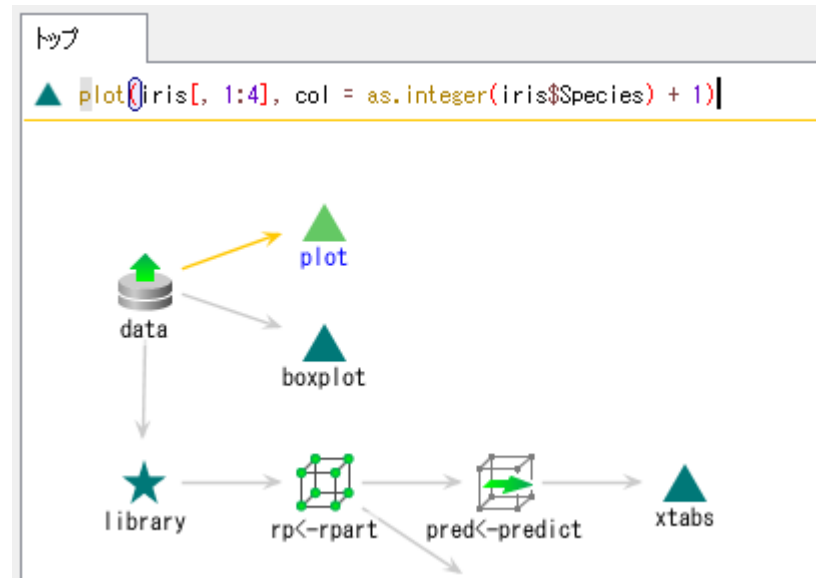 トップ
plot(iris[, 1:4], col = as.integer(iris$Species) + 1)
plot
data
boxplot
library
rp<-rpart
pred<-predict
xtabs